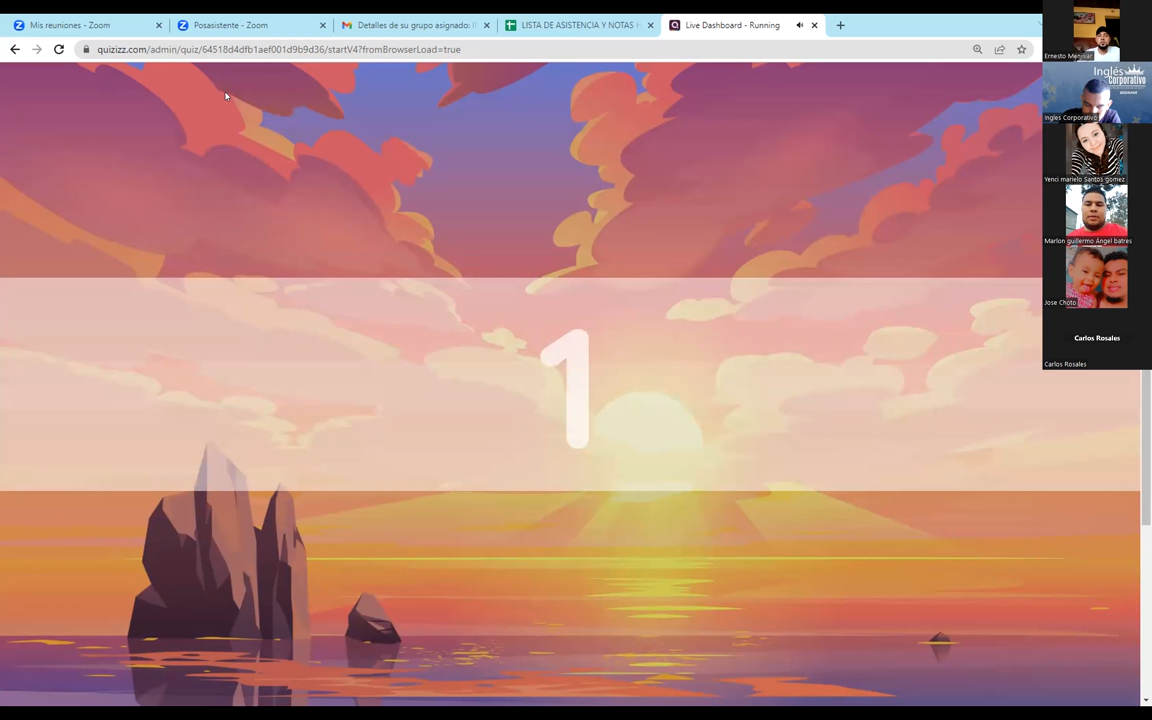 Mis reuniones - Zoom
Posasistente - Zoom
Detalles de su grupo asignado: I
LISTA DE ASISTENCIA Y NOTAS H
Live Dashboard - Running
quizizz.com/admin/quiz/64518d4dfb1aef001d9b9d36/startV4?fromBrowserLoad=true
1
Ernesto Menjivar
Inglés
Corporativo
Ingles Corporativo
Yenci marielo Santos gomez
Marlon guillermo Ángel batres
Jose Choto
Carlos Rosales
Carlos Rosales